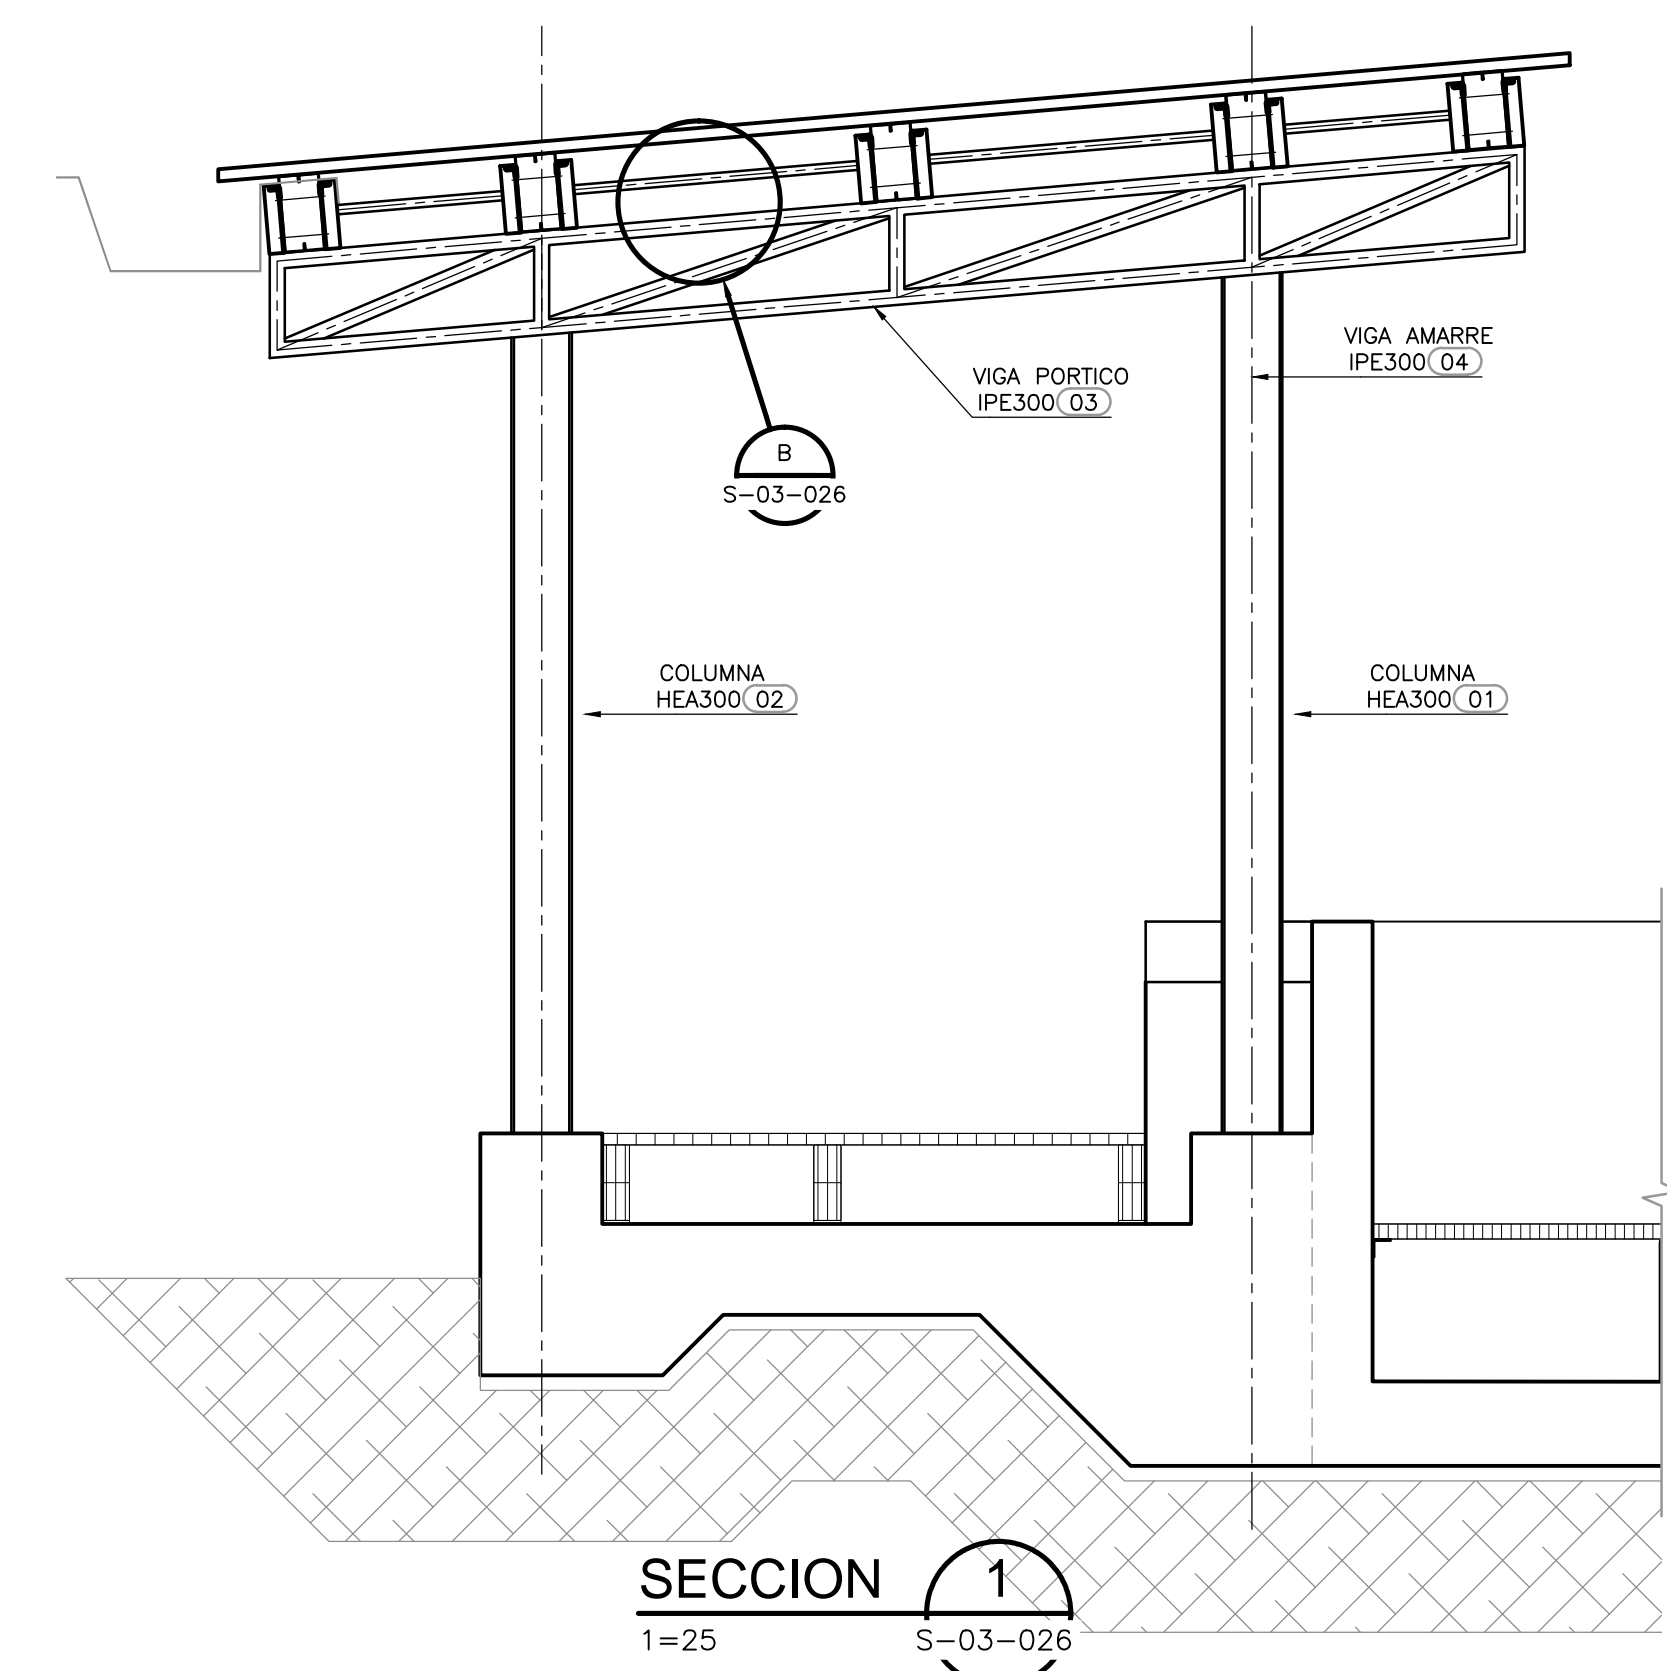 VIGA AMARRE
IPE300 04
VIGA PORTICO
IPE300 03
B
S-03-026
COLUMNA
HEA300 02
COLUMNA
HEA300 01
SECCION 1
1=25 S-03-026